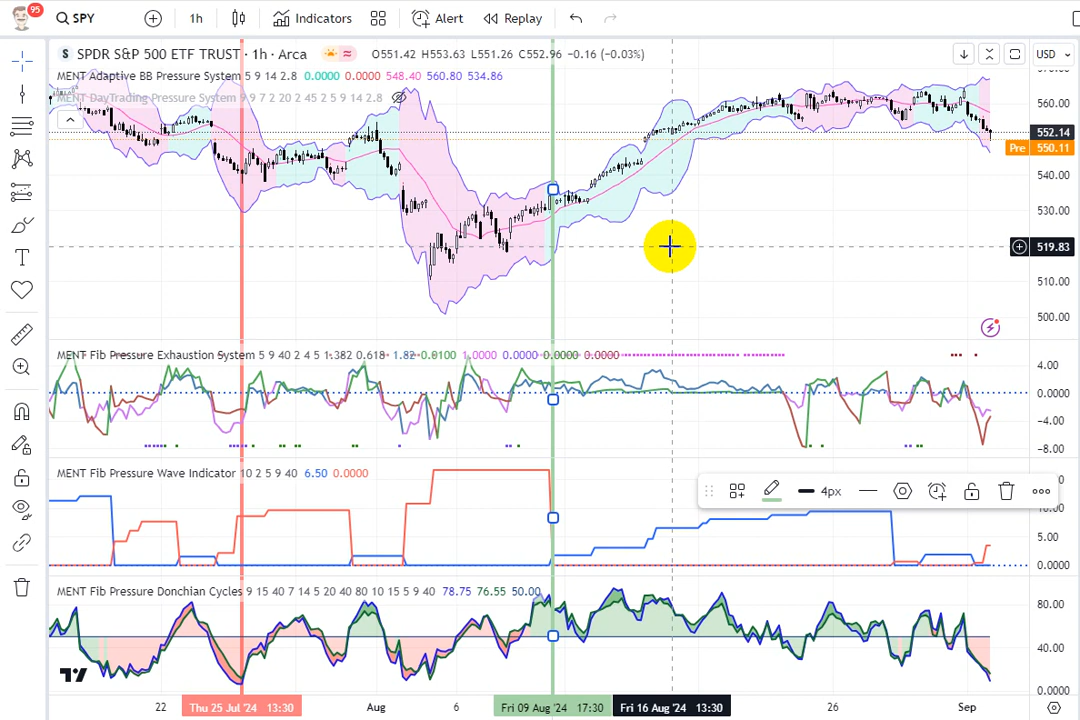 95 SPY 1h Indicators Alert Replay
S SPDR S&P 500 ETF TRUST · 1h · Arca O551.42 H553.63 L551.26 C552.96 −0.16 (−0.03%) USD
MENT Adaptive BB Pressure System 5 9 14 2.8 0.0000 0.0000 548.40 560.80 534.86
MENT DayTrading Pressure System 9 9 7 2 20 2 45 2 5 9 14 2.8
560.00
552.14
Pre 550.11
540.00
530.00
519.83
510.00
500.00
MENT Fib Pressure Exhaustion System 5 9 40 2 4 5 1.382 0.618 1.82 0.0100 1.0000 0.0000 0.0000 0.0000
4.00
0.0000
−4.00
−8.00
MENT Fib Pressure Wave Indicator 10 2 5 9 40 6.50 0.0000
4px
5.00
0.0000
MENT Fib Pressure Donchian Cycles 9 15 40 7 14 5 20 40 80 10 15 5 9 40 78.75 76.55 50.00
80.00
40.00
0.0000
22 Thu 25 Jul '24 13:30 Aug 6 Fri 09 Aug '24 17:30 Fri 16 Aug '24 13:30 26 Sep